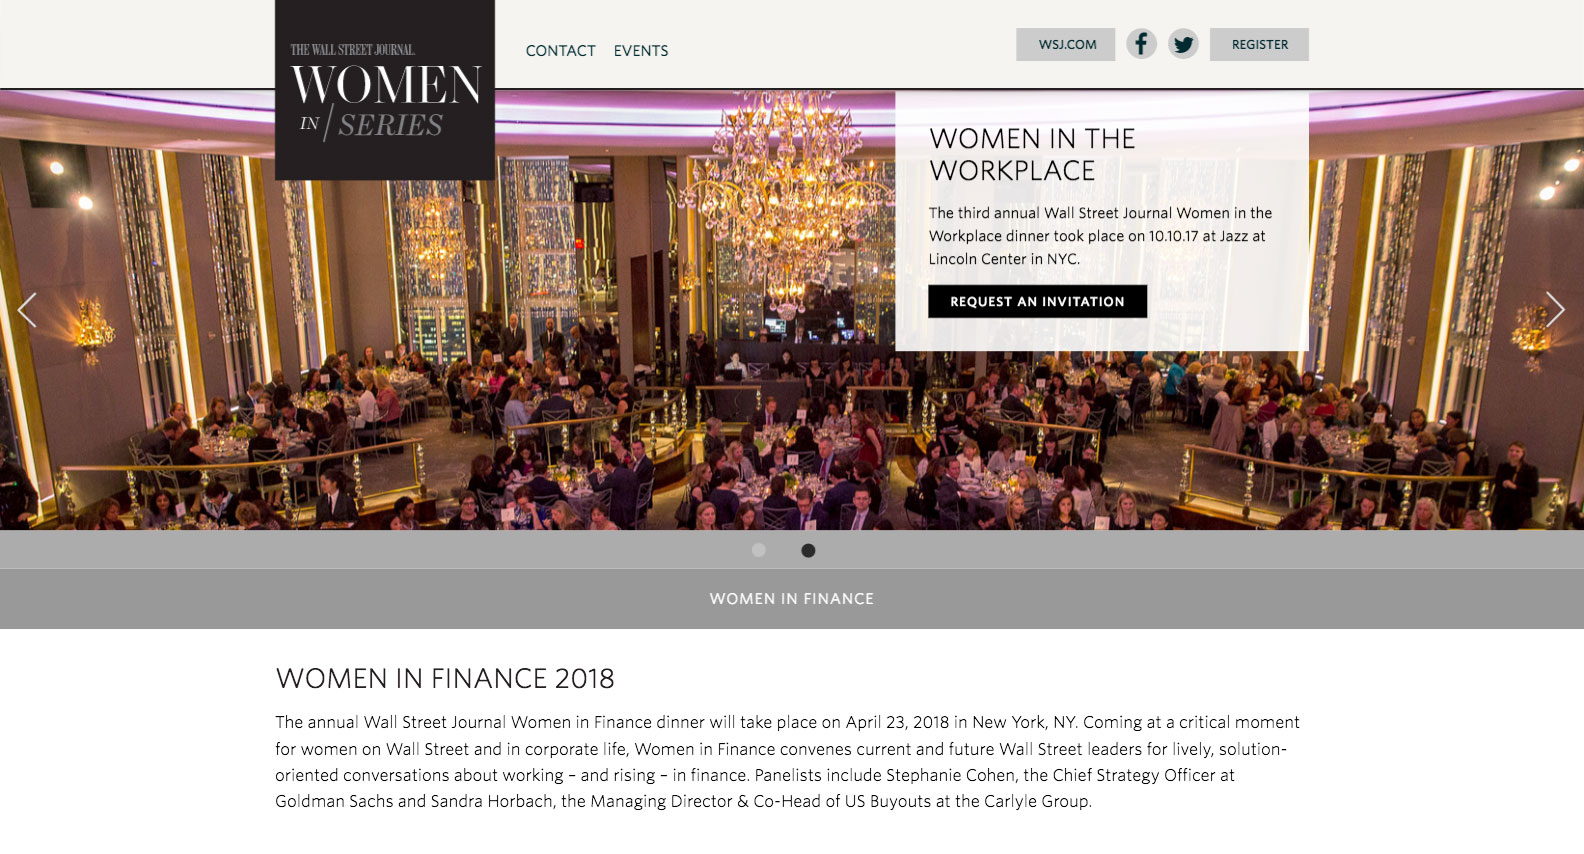 THE WALL STREET JOURNAL.
WOMEN
IN / SERIES
CONTACT EVENTS
WSJ.COM
REGISTER
WOMEN IN THE
WORKPLACE
The third annual Wall Street Journal Women in the
Workplace dinner took place on 10.10.17 at Jazz at
Lincoln Center in NYC.
REQUEST AN INVITATION
WOMEN IN FINANCE
WOMEN IN FINANCE 2018
The annual Wall Street Journal Women in Finance dinner will take place on April 23, 2018 in New York, NY. Coming at a critical moment
for women on Wall Street and in corporate life, Women in Finance convenes current and future Wall Street leaders for lively, solution-
oriented conversations about working – and rising – in finance. Panelists include Stephanie Cohen, the Chief Strategy Officer at
Goldman Sachs and Sandra Horbach, the Managing Director & Co-Head of US Buyouts at the Carlyle Group.